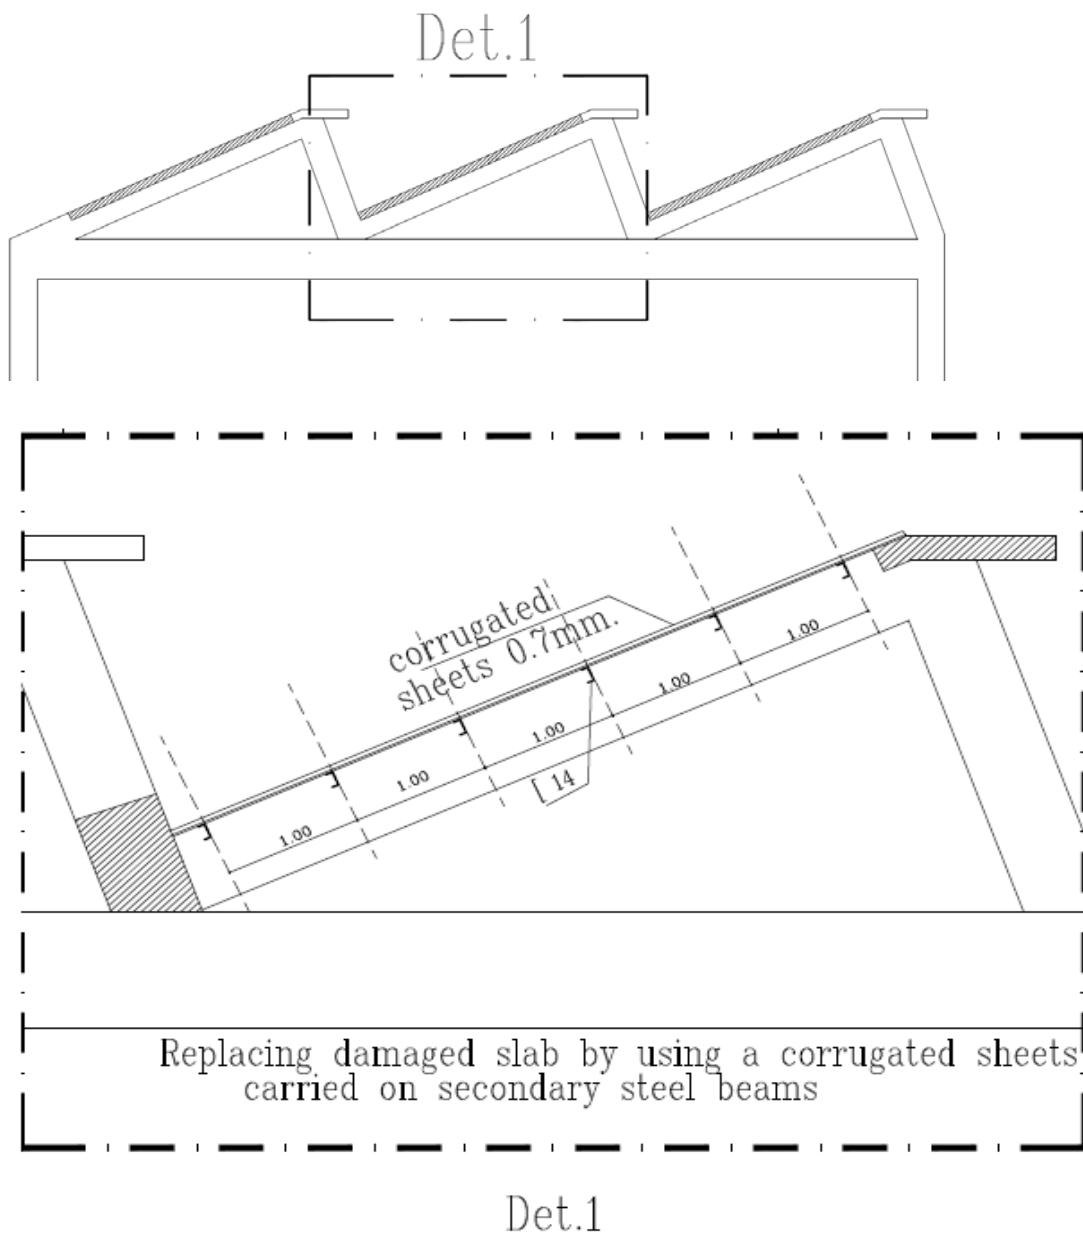 Det.1
corrugated
sheets 0.7mm.
1.00
1.00
1.00
1.00
1.00
[ 14
Replacing damaged slab by using a corrugated sheets
carried on secondary steel beams
Det.1